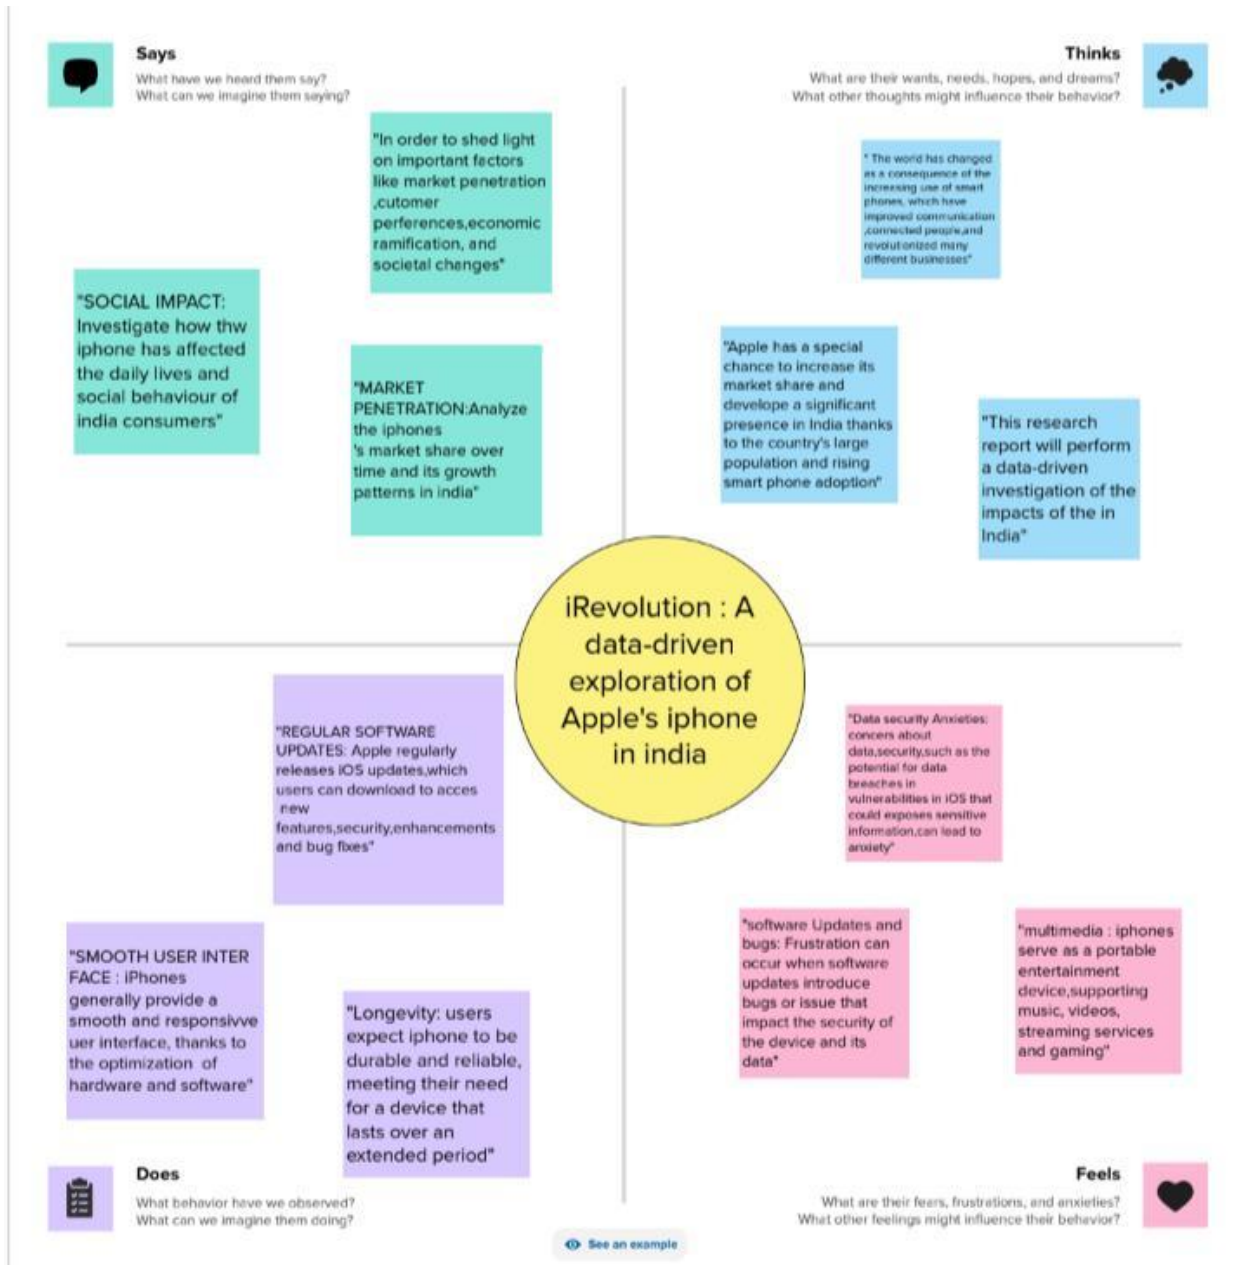 Says
What have we heard them say?
What can we imagine them saying?
"In order to shed light
on important factors
like market penetration
,cutomer
perferences,economic
ramification, and
societal changes"
"SOCIAL IMPACT:
Investigate how thw
iphone has affected
the daily lives and
social behaviour of
india consumers"
"MARKET
PENETRATION:Analyze
the iphones
's market share over
time and its growth
patterns in india"
Thinks
What are their wants, needs, hopes, and dreams?
What other thoughts might influence their behavior?
" The world has changed
as a consequence of the
increasing use of smart
phones, which have
improved communication
,connected people,and
revolutionized many
different businesses"
"Apple has a special
chance to increase its
market share and
develope a significant
presence in India thanks
to the country's large
population and rising
smart phone adoption"
"This research
report will perform
a data-driven
investigation of the
impacts of the in
India"
iRevolution : A
data-driven
exploration of
Apple's iphone
in india
"REGULAR SOFTWARE
UPDATES: Apple regularly
releases iOS updates,which
users can download to acces
new
features,security,enhancements
and bug fixes"
"SMOOTH USER INTER
FACE : iPhones
generally provide a
smooth and responsivve
uer interface, thanks to
the optimization of
hardware and software"
"Longevity: users
expect iphone to be
durable and reliable,
meeting their need
for a device that
lasts over an
extended period"
Does
What behavior have we observed?
What can we imagine them doing?
"Data security Anxieties:
concers about
data,security,such as the
potential for data
breaches in
vulnerabilities in iOS that
could exposes sensitive
information,can lead to
anxiety"
"software Updates and
bugs: Frustration can
occur when software
updates introduce
bugs or issue that
impact the security of
the device and its
data"
"multimedia : iphones
serve as a portable
entertainment
device,supporting
music, videos,
streaming services
and gaming"
Feels
What are their fears, frustrations, and anxieties?
What other feelings might influence their behavior?
See an example